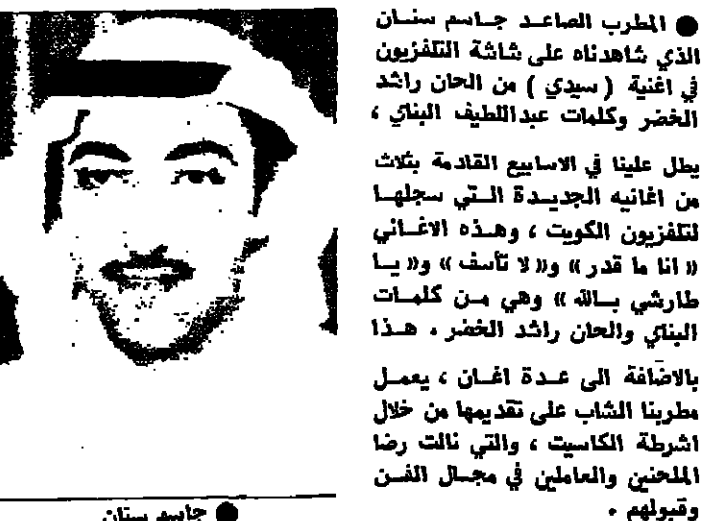 ● المطرب الصاعد جاسم سنان
الذي شاهدناه على شاشة التلفزيون
في اغنية ( سيدي ) من الحان راشد
الخضر وكلمات عبداللطيف البناي ،
يطل علينا في الاسابيع القادمة بثلاث
من اغانيه الجديدة التي سجلها
لتلفزيون الكويت ، وهذه الاغاني
« انا ما قدر » و« لا تأسف » و« يا
طارشي بالله » وهي من كلمات
البناي والحان راشد الخضر . هذا
بالاضافة الى عدة اغان ، يعمل
مطربنا الشاب على تقديمها من خلال
اشرطة الكاسيت ، والتي نالت رضا
الملحنين والعاملين في مجال الفن
وقبولهم .
● جاسم سنان